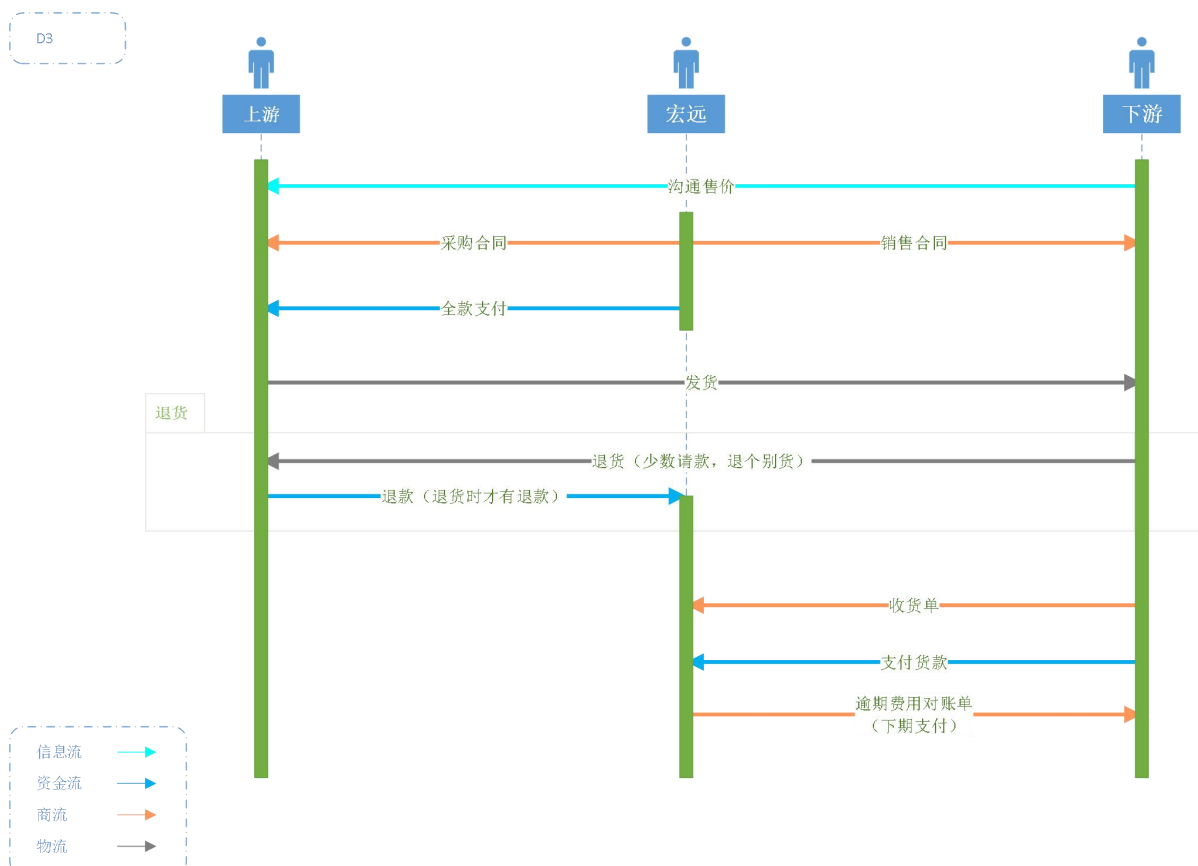 D3
上游
宏远
下游
沟通售价
采购合同
销售合同
全款支付
发货
退货
退货（少数请款，退个别货）
退款（退货时才有退款）
收货单
支付货款
逾期费用对账单
（下期支付）
信息流
资金流
商流
物流